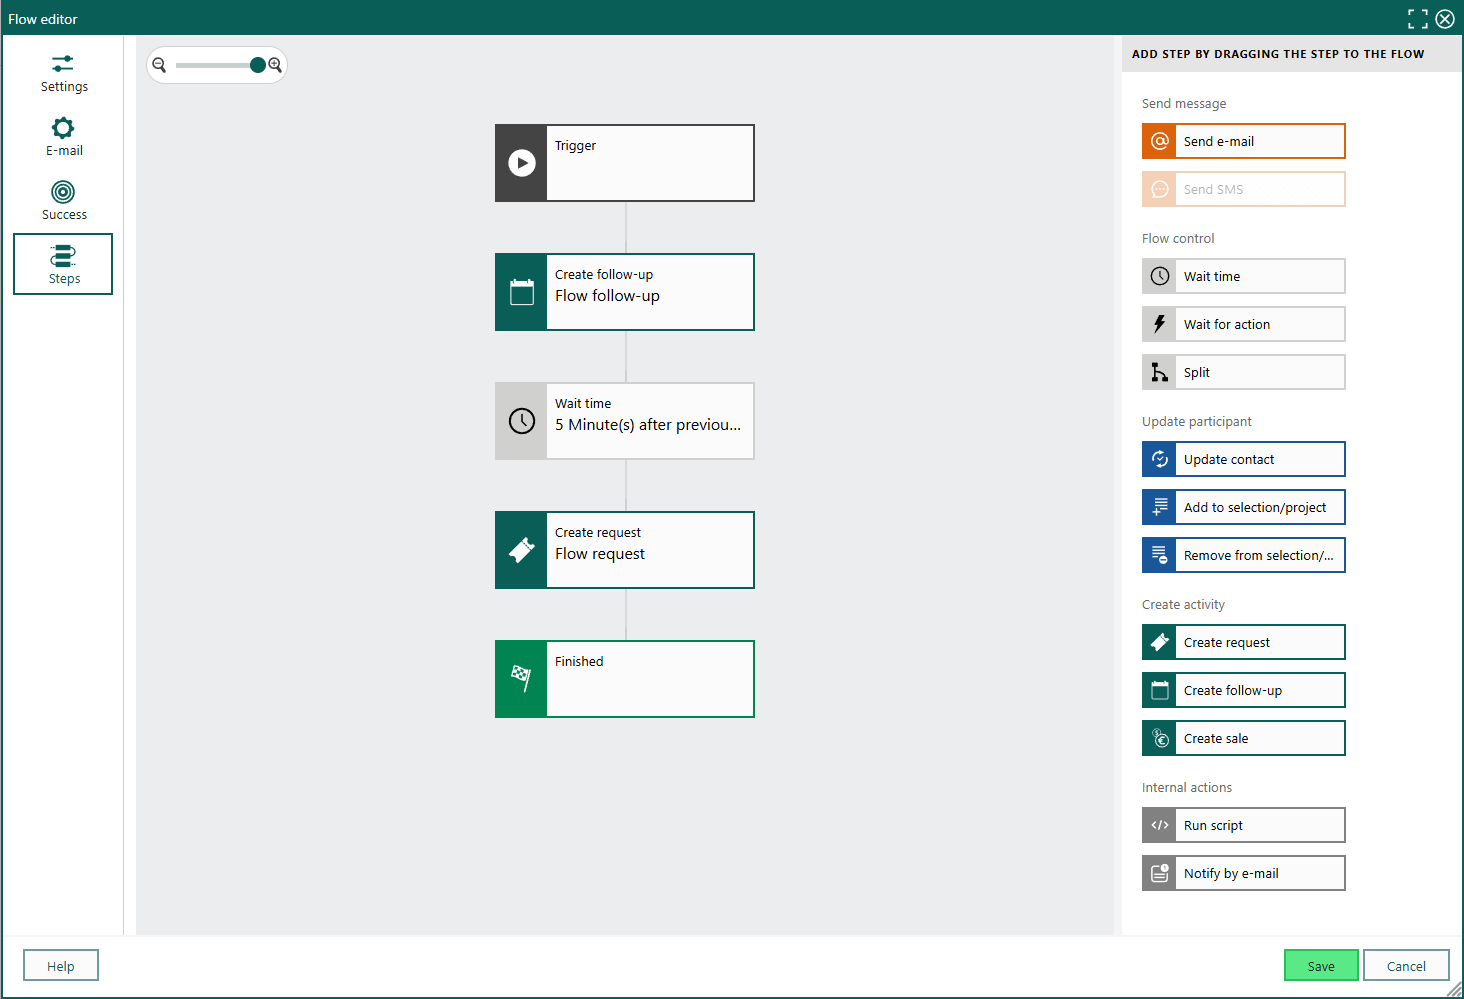 Flow editor
Settings
E-mail
Success
Steps
Trigger
Create follow-up
Flow follow-up
Wait time
5 Minute(s) after previou...
Create request
Flow request
Finished
ADD STEP BY DRAGGING THE STEP TO THE FLOW
Send message
Send e-mail
Send SMS
Flow control
Wait time
Wait for action
Split
Update participant
Update contact
Add to selection/project
Remove from selection/...
Create activity
Create request
Create follow-up
Create sale
Internal actions
Run script
Notify by e-mail
Help
Save
Cancel